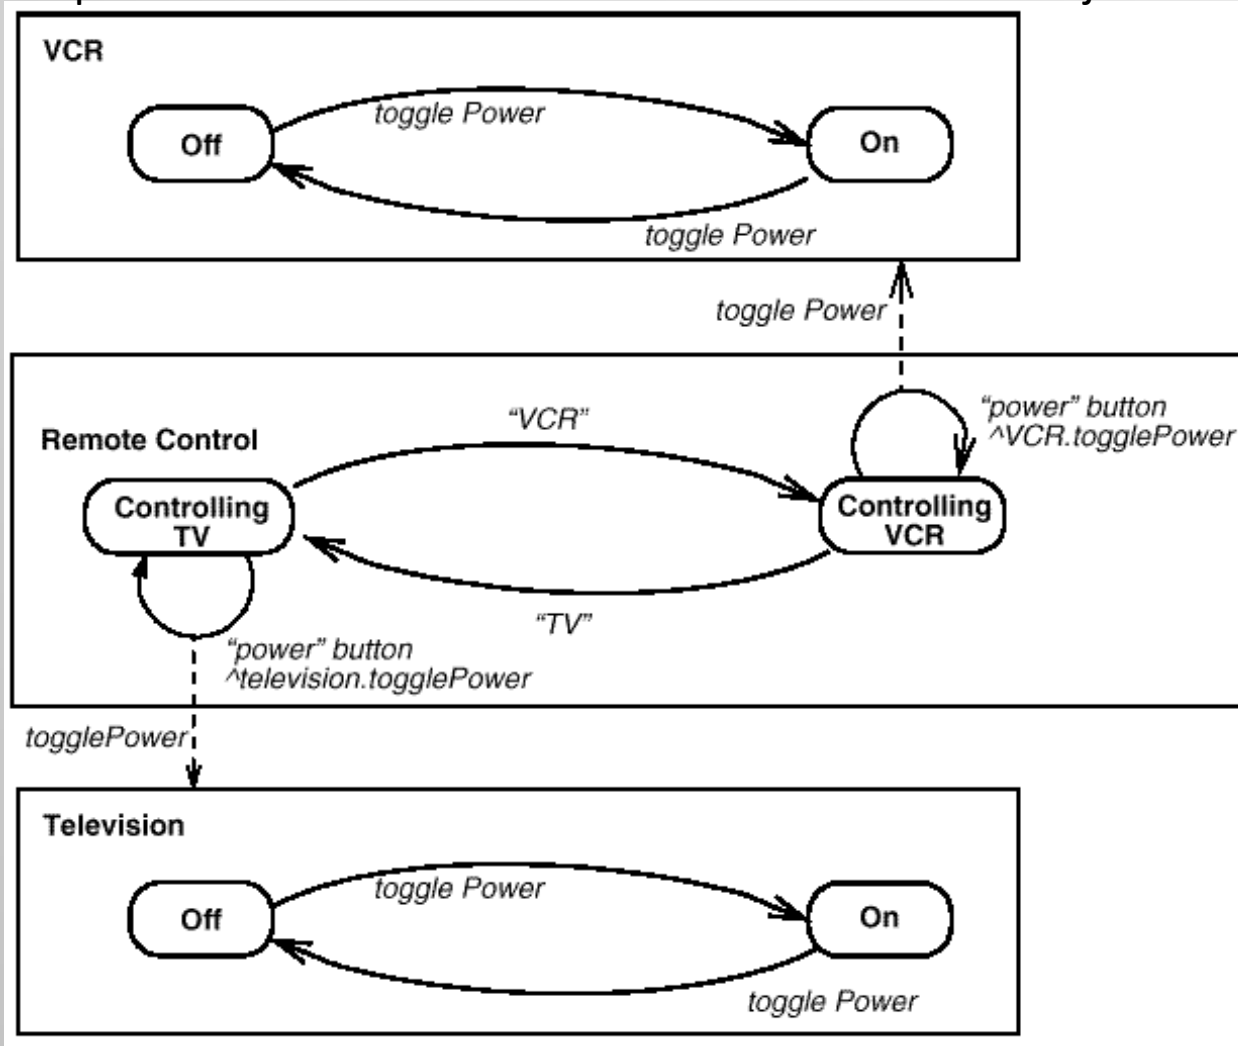 VCR
toggle Power
Off
On
toggle Power
toggle Power
“power” button
^VCR.togglePower
“VCR”
Remote Control
Controlling
TV
Controlling
VCR
“TV”
“power” button
^television.togglePower
togglePower
Television
toggle Power
Off
On
toggle Power